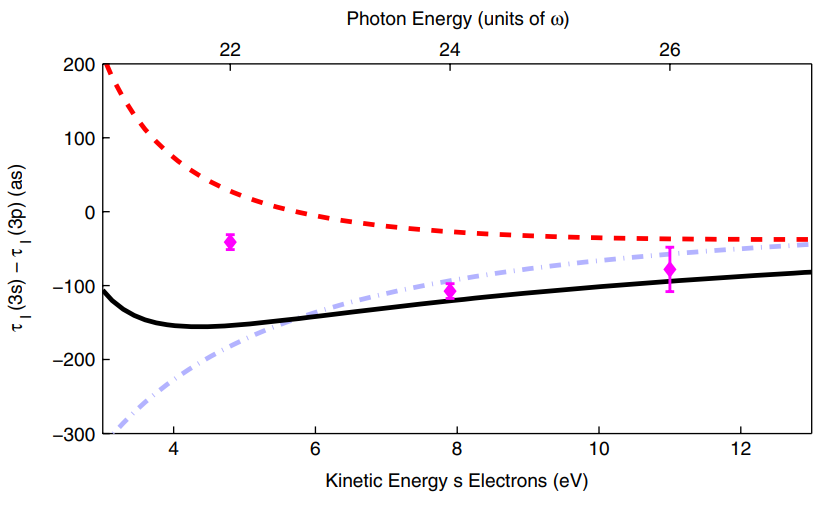 Photon Energy (units of ω)
22 24 26
200
100
0
−100
−200
−300
τ I (3s) − τ I (3p) (as)
4 6 8 10 12
Kinetic Energy s Electrons (eV)